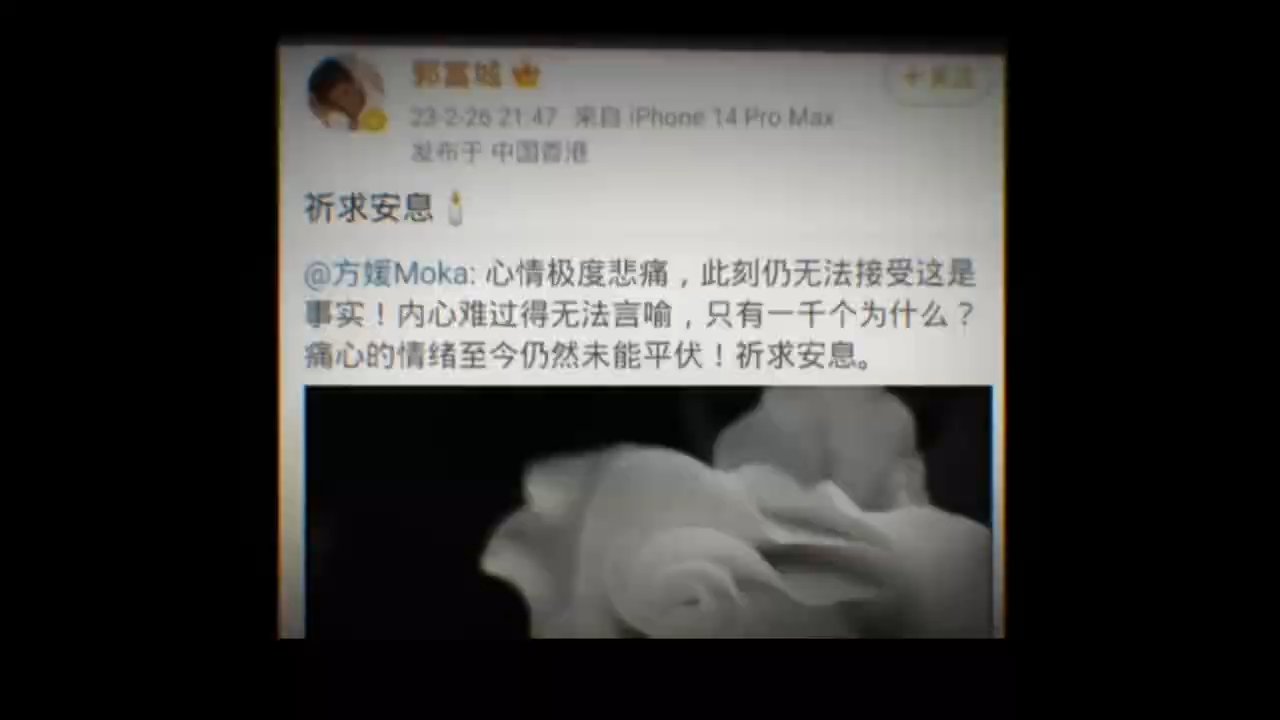 郭富城
+关注
23-2-26 21:47 来自 iPhone 14 Pro Max
发布于 中国香港
祈求安息
@方媛Moka: 心情极度悲痛，此刻仍无法接受这是
事实！内心难过得无法言喻，只有一千个为什么？
痛心的情绪至今仍然未能平伏！祈求安息。